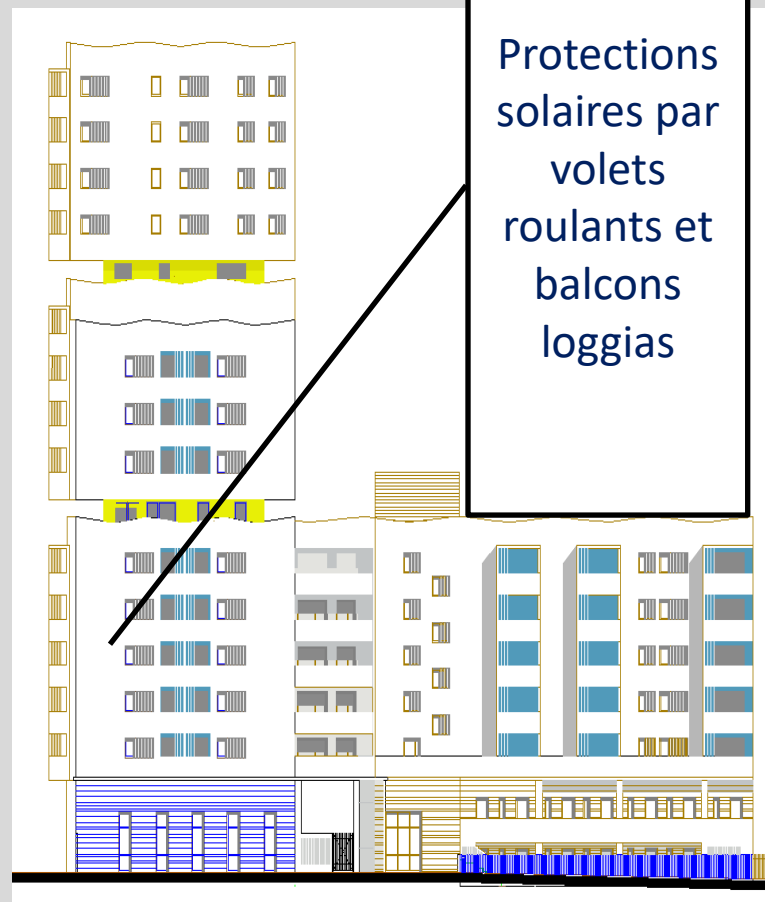 Protections
solaires par
volets
roulants et
balcons
loggias